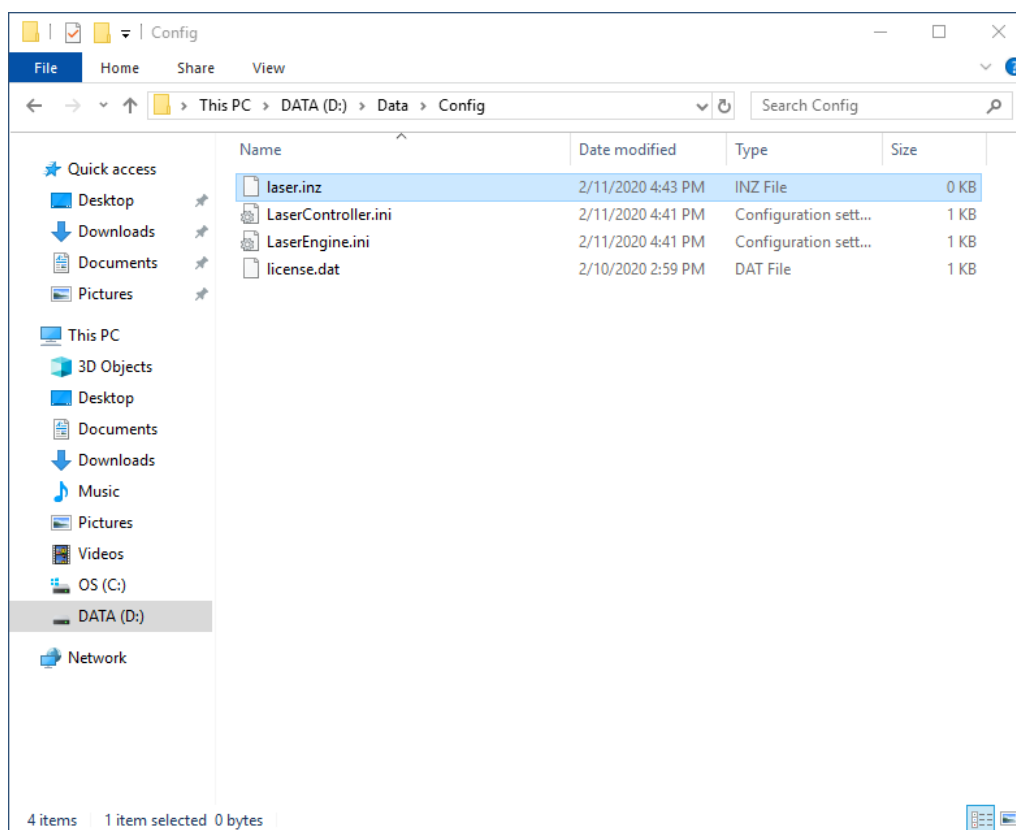 Config
File Home Share View
This PC > DATA (D:) > Data > Config Search Config
Name Date modified Type Size
Quick access
Desktop
Downloads
Documents
Pictures
This PC
3D Objects
Desktop
Documents
Downloads
Music
Pictures
Videos
OS (C:)
DATA (D:)
Network
laser.inz 2/11/2020 4:43 PM INZ File 0 KB
LaserController.ini 2/11/2020 4:41 PM Configuration sett... 1 KB
LaserEngine.ini 2/11/2020 4:41 PM Configuration sett... 1 KB
license.dat 2/10/2020 2:59 PM DAT File 1 KB
4 items 1 item selected 0 bytes